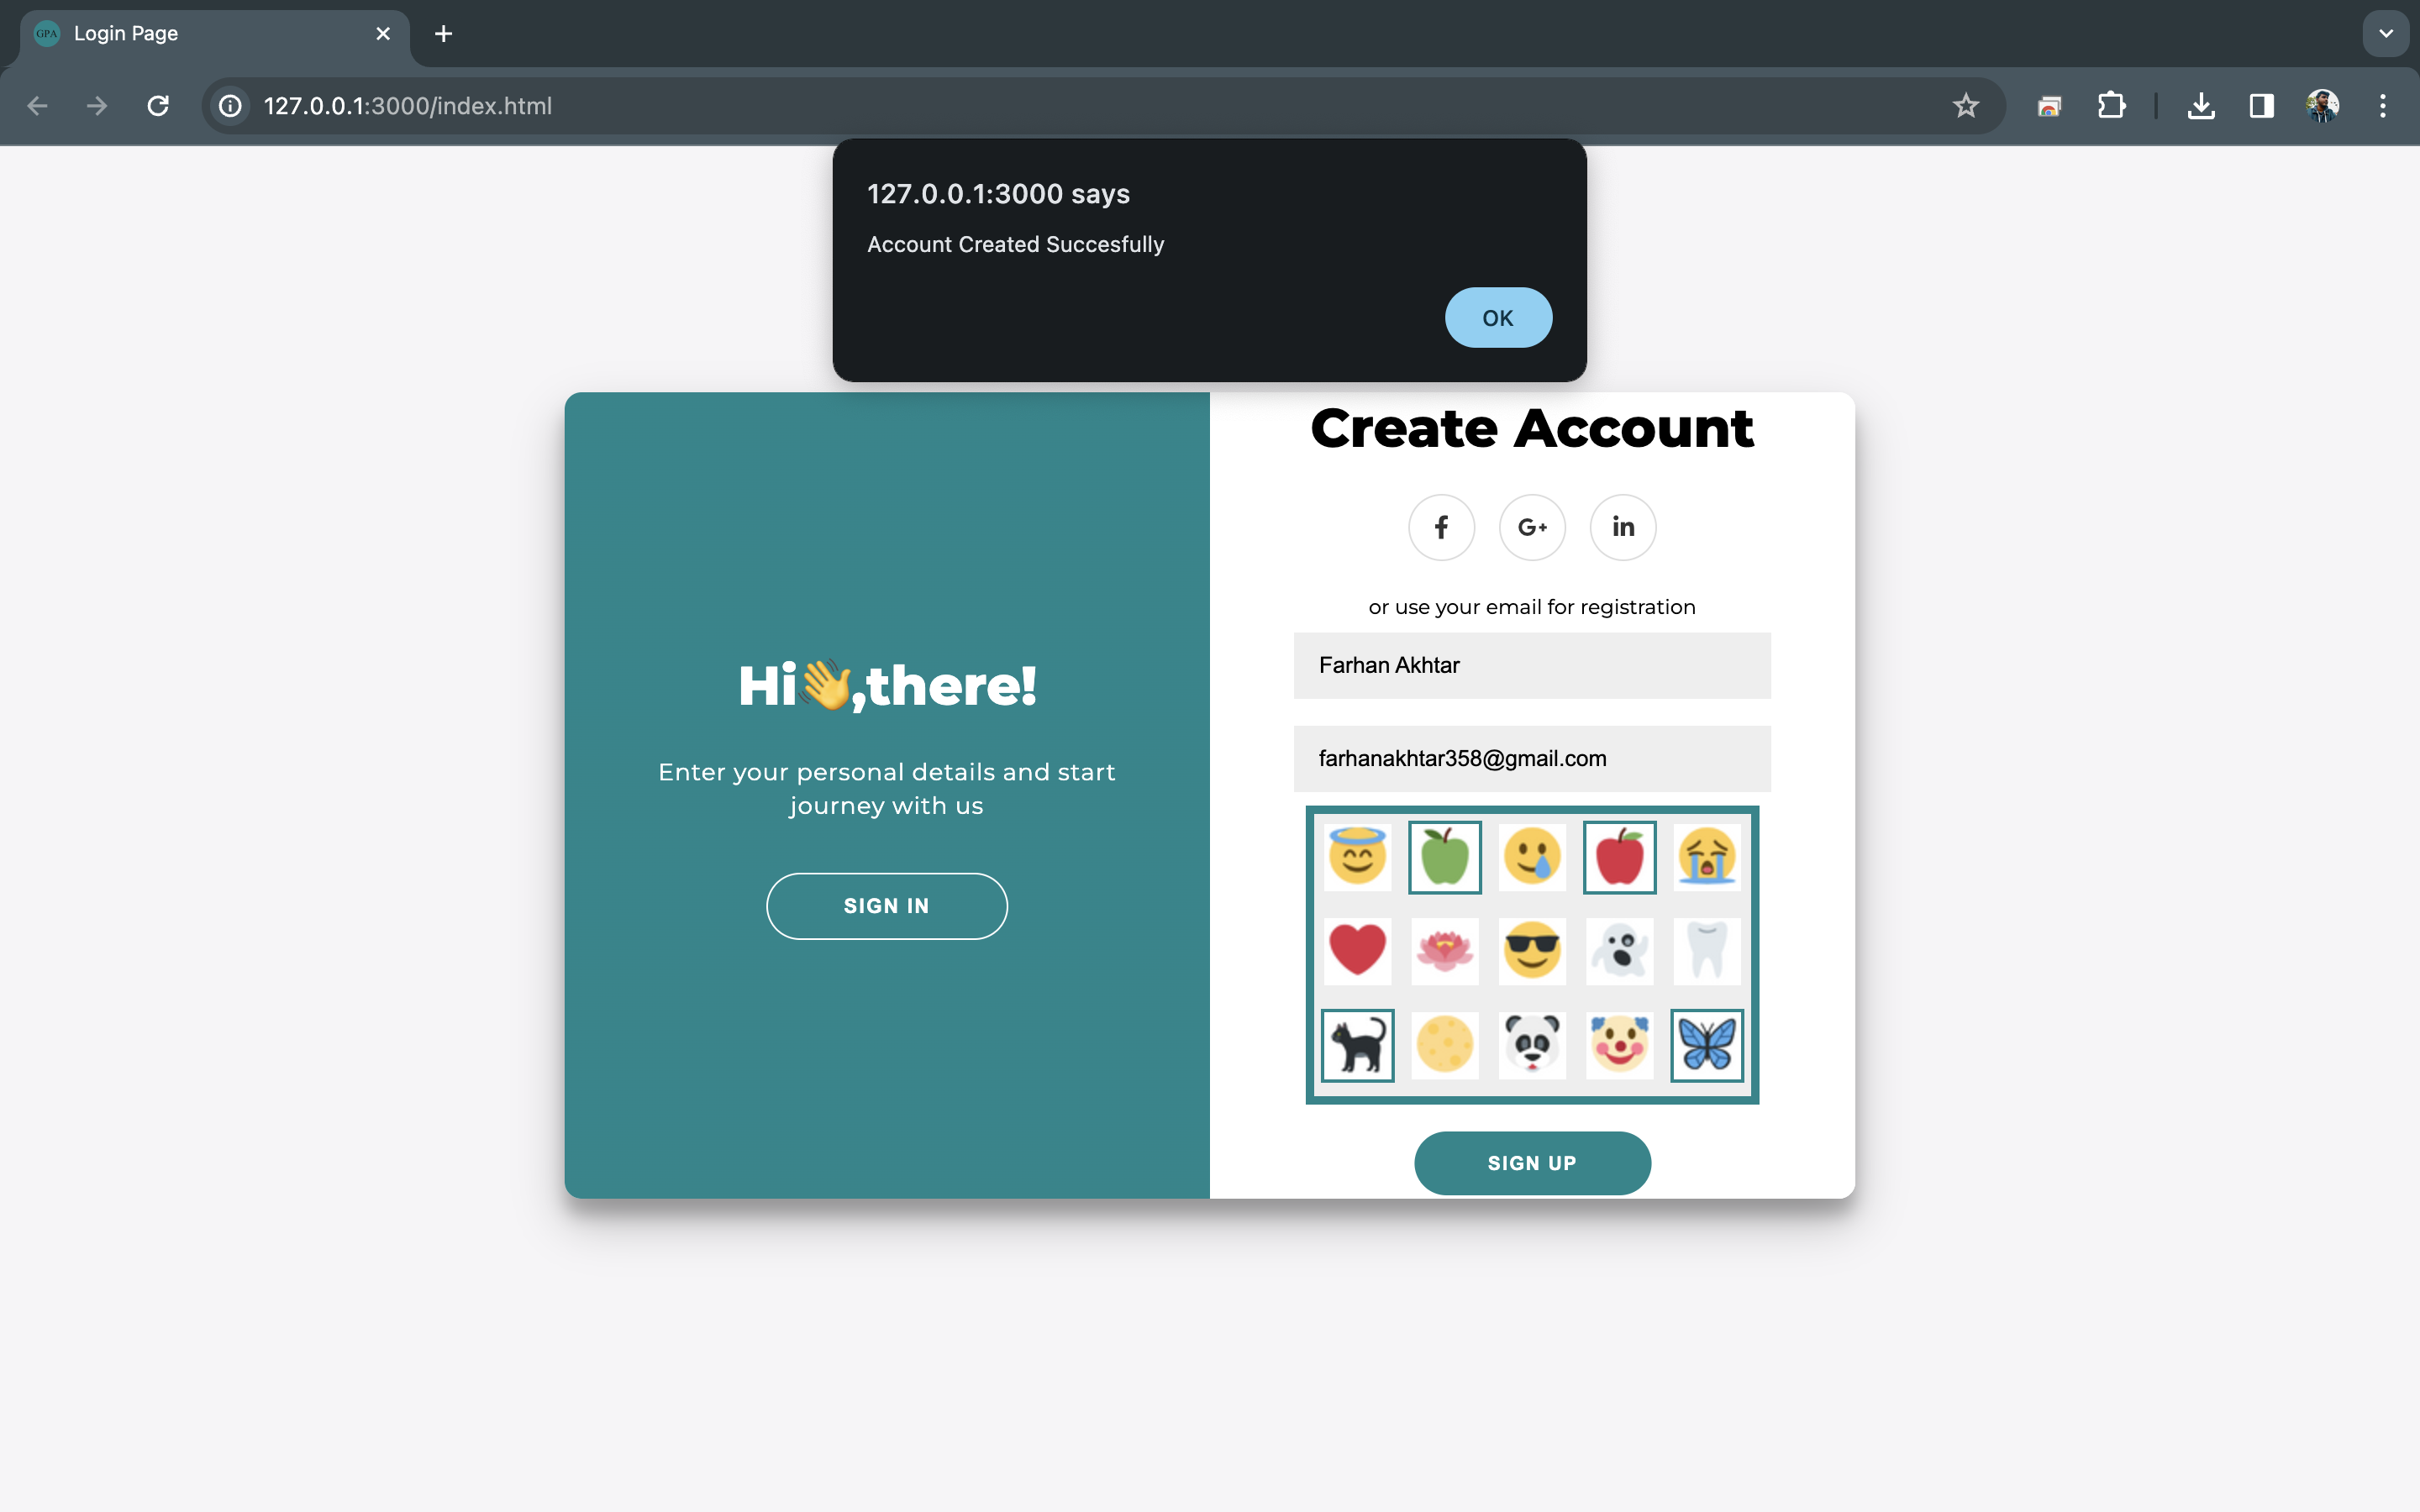 GPA
Login Page
127.0.0.1:3000/index.html
127.0.0.1:3000 says
Account Created Succesfully
OK
Create Account
f
G+
in
or use your email for registration
Farhan Akhtar
farhanakhtar358@gmail.com
SIGN UP
Hi👋,there!
Enter your personal details and start
journey with us
SIGN IN